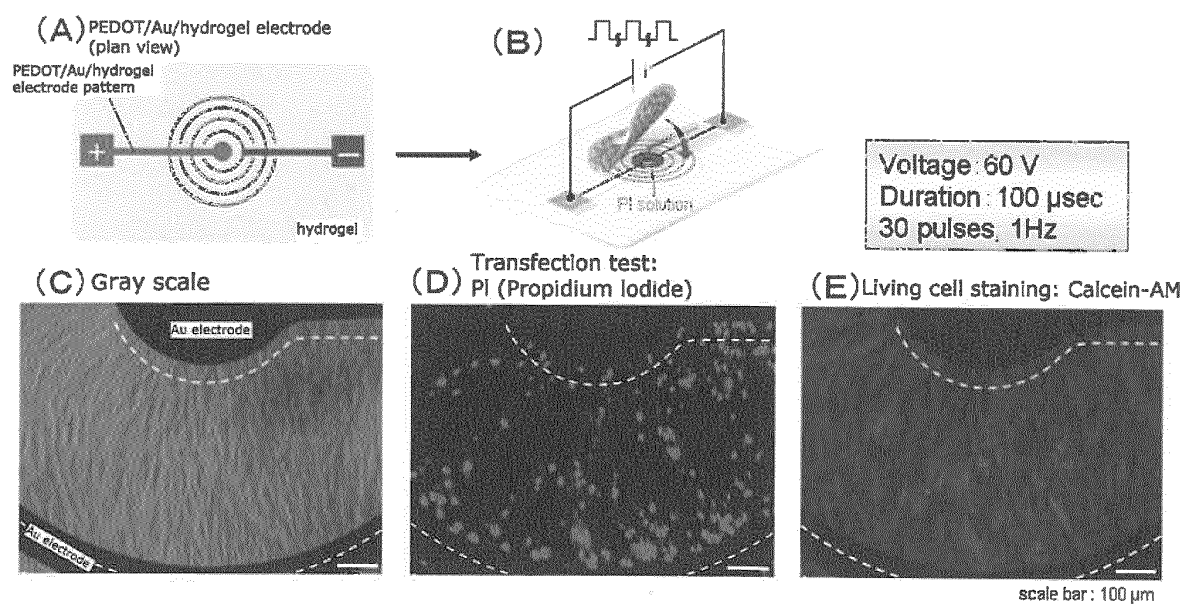 (A) PEDOT/Au/hydrogel electrode
(plan view)
PEDOT/Au/hydrogel
electrode pattern
+
−
hydrogel
(B)
PI solution
Voltage: 60 V
Duration: 100 μsec
30 pulses, 1Hz
(C) Gray scale
Au electrode
Au electrode
(D) Transfection test:
PI (Propidium Iodide)
(E) Living cell staining: Calcein-AM
scale bar: 100 μm